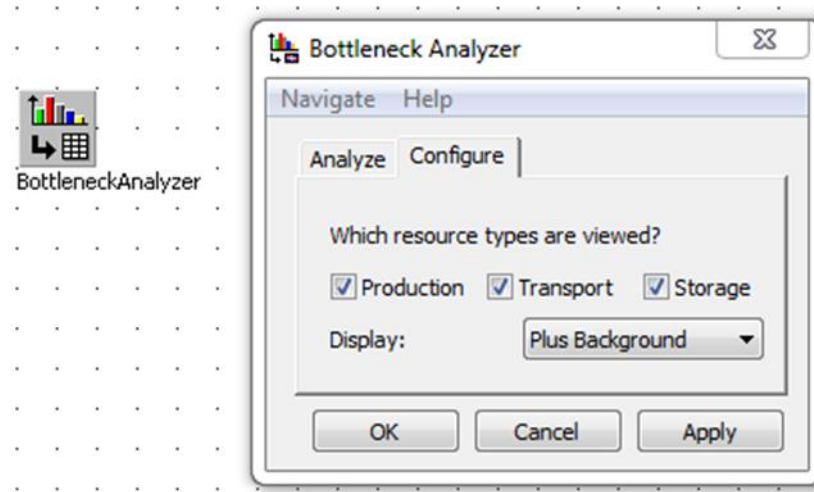 Bottleneck Analyzer
Navigate Help
Analyze Configure
BottleneckAnalyzer
Which resource types are viewed?
Production Transport Storage
Display: Plus Background
OK Cancel Apply